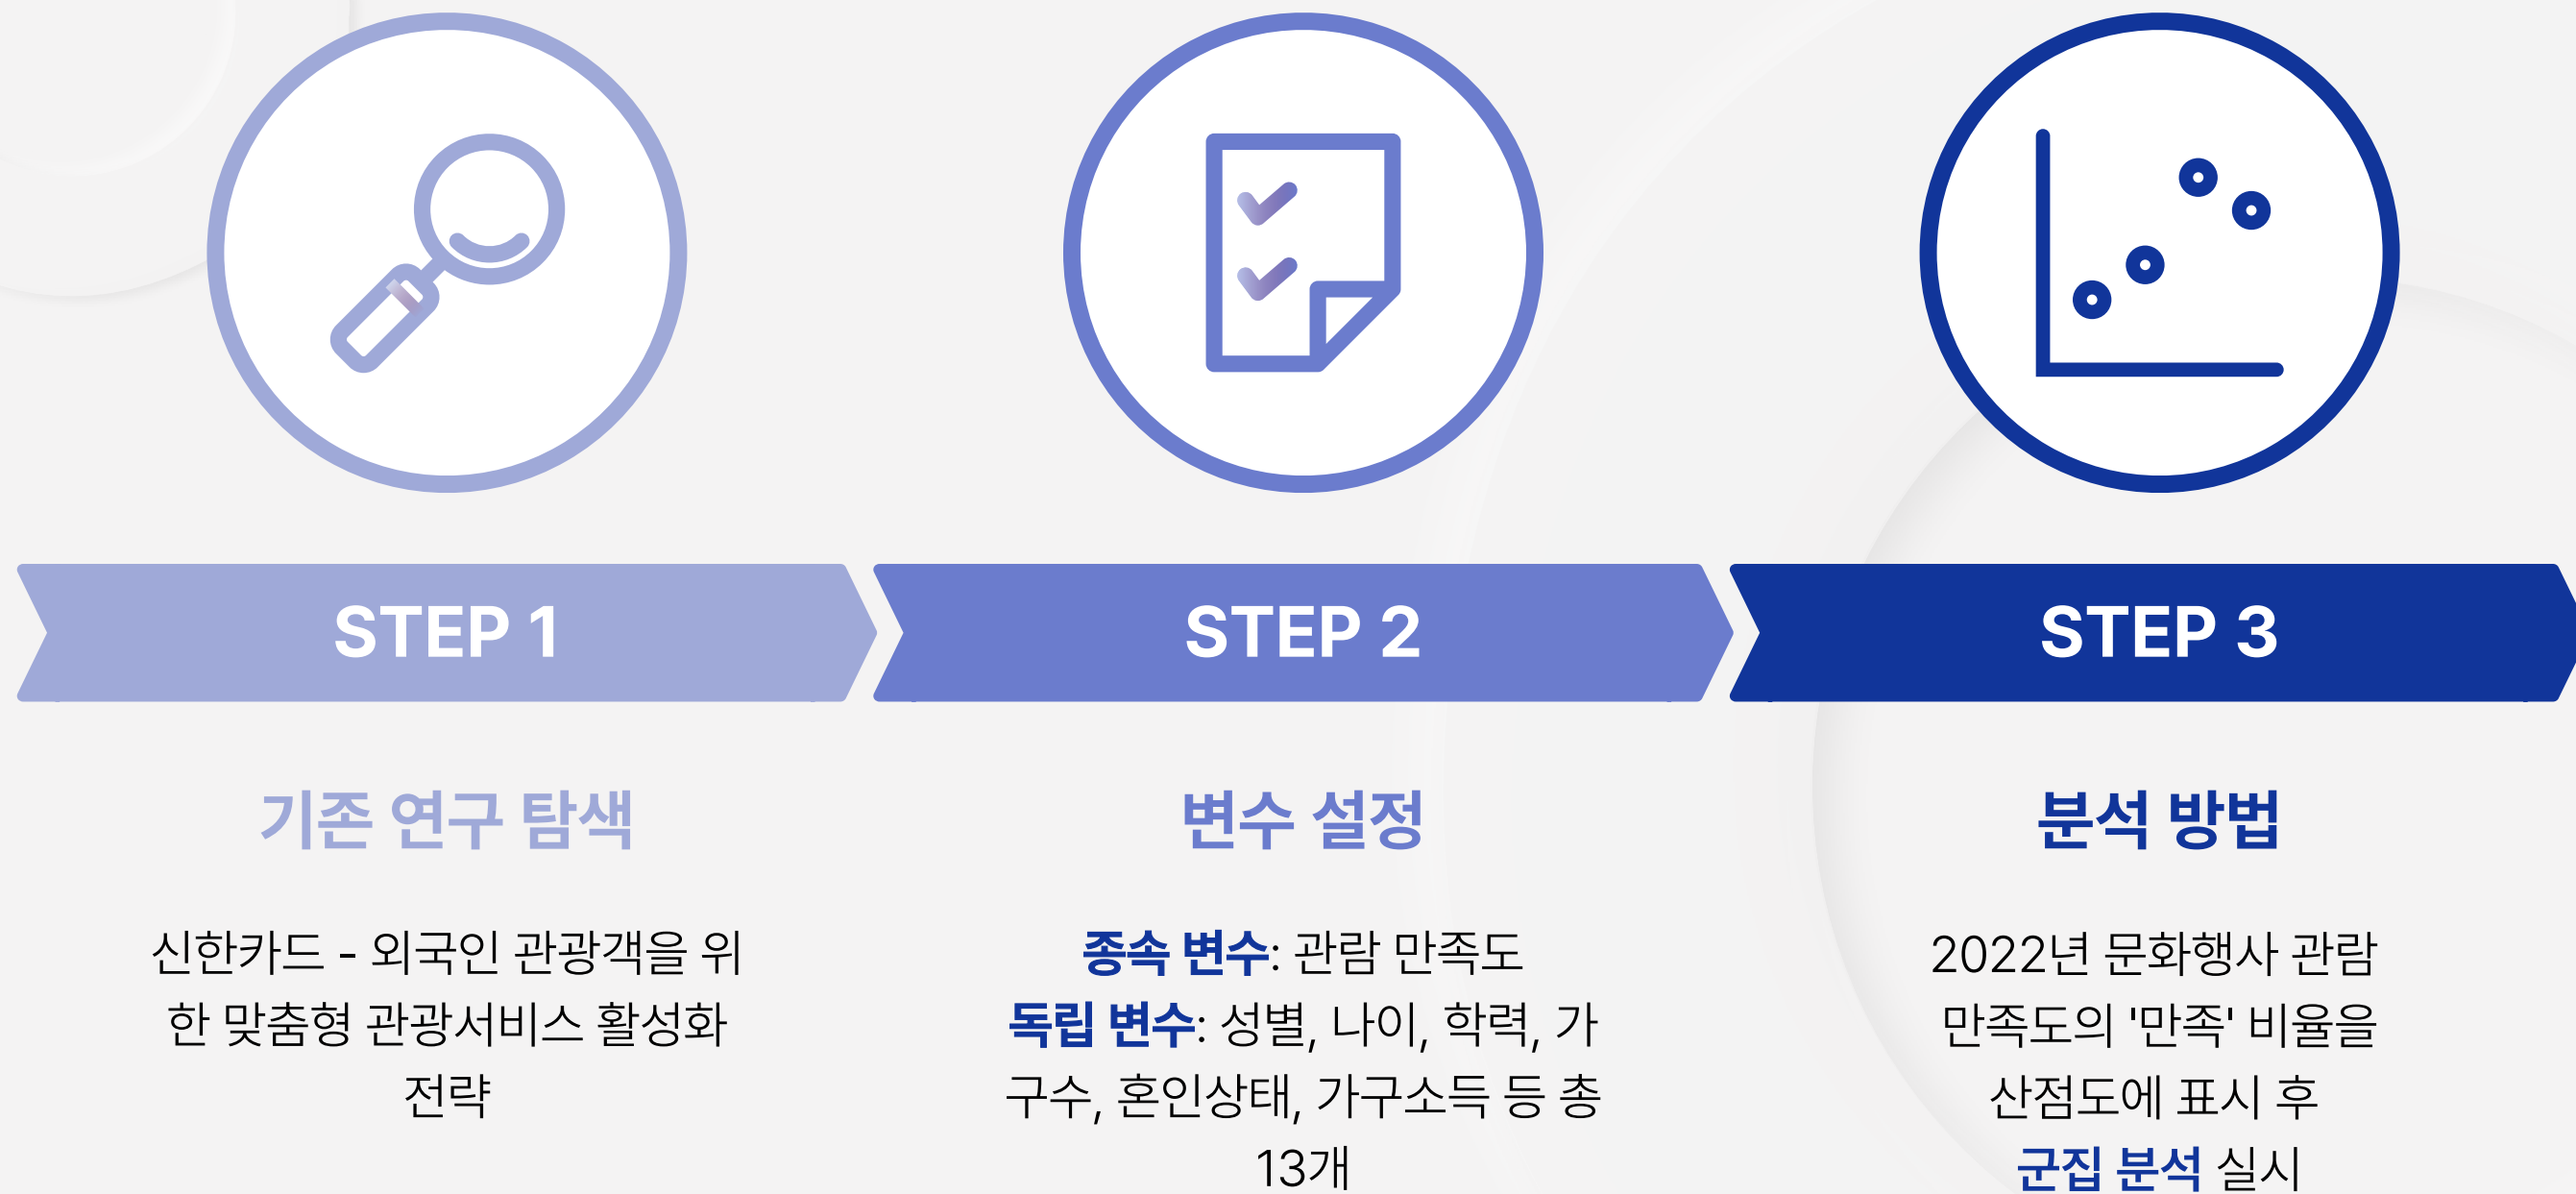 STEP 1
STEP 2
STEP 3
기존 연구 탐색
신한카드 - 외국인 관광객을 위
한 맞춤형 관광서비스 활성화
전략
변수 설정
종속 변수: 관람 만족도
독립 변수: 성별, 나이, 학력, 가
구수, 혼인상태, 가구소득 등 총
13개
분석 방법
2022년 문화행사 관람
만족도의 '만족' 비율을
산점도에 표시 후
군집 분석 실시